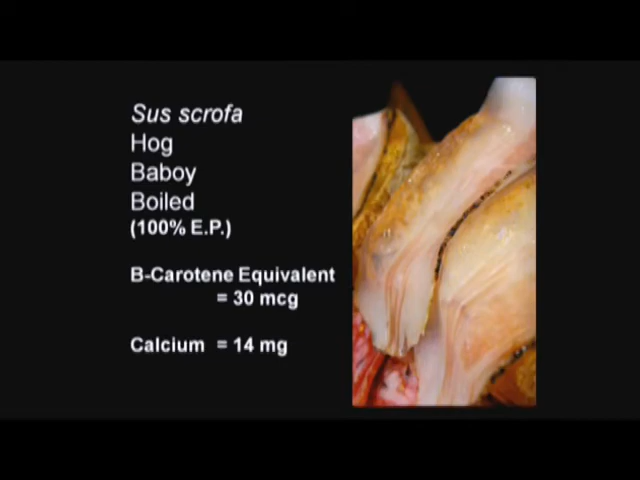 Sus scrofa
Hog
Baboy
Boiled
(100% E.P.)
B-Carotene Equivalent
= 30 mcg
Calcium = 14 mg